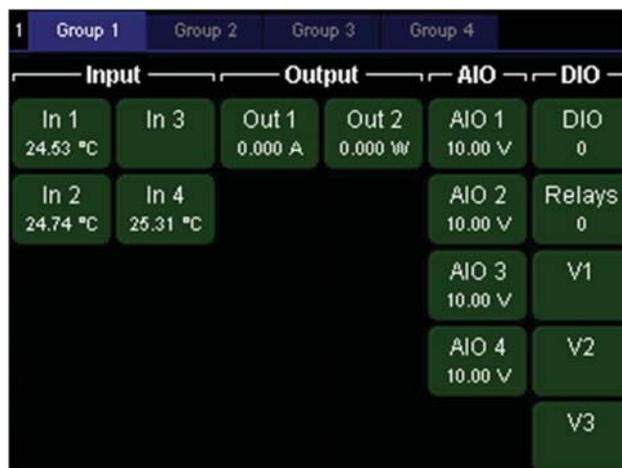 1 Group 1 Group 2 Group 3 Group 4
Input Output AIO DIO
In 1 In 3 Out 1 Out 2 AIO 1 DIO
24.53 °C 0.000 A 0.000 W 10.00 V 0
In 2 In 4 AIO 2 Relays
24.74 °C 25.31 °C 10.00 V 0
AIO 3 V1
10.00 V
AIO 4 V2
10.00 V
V3